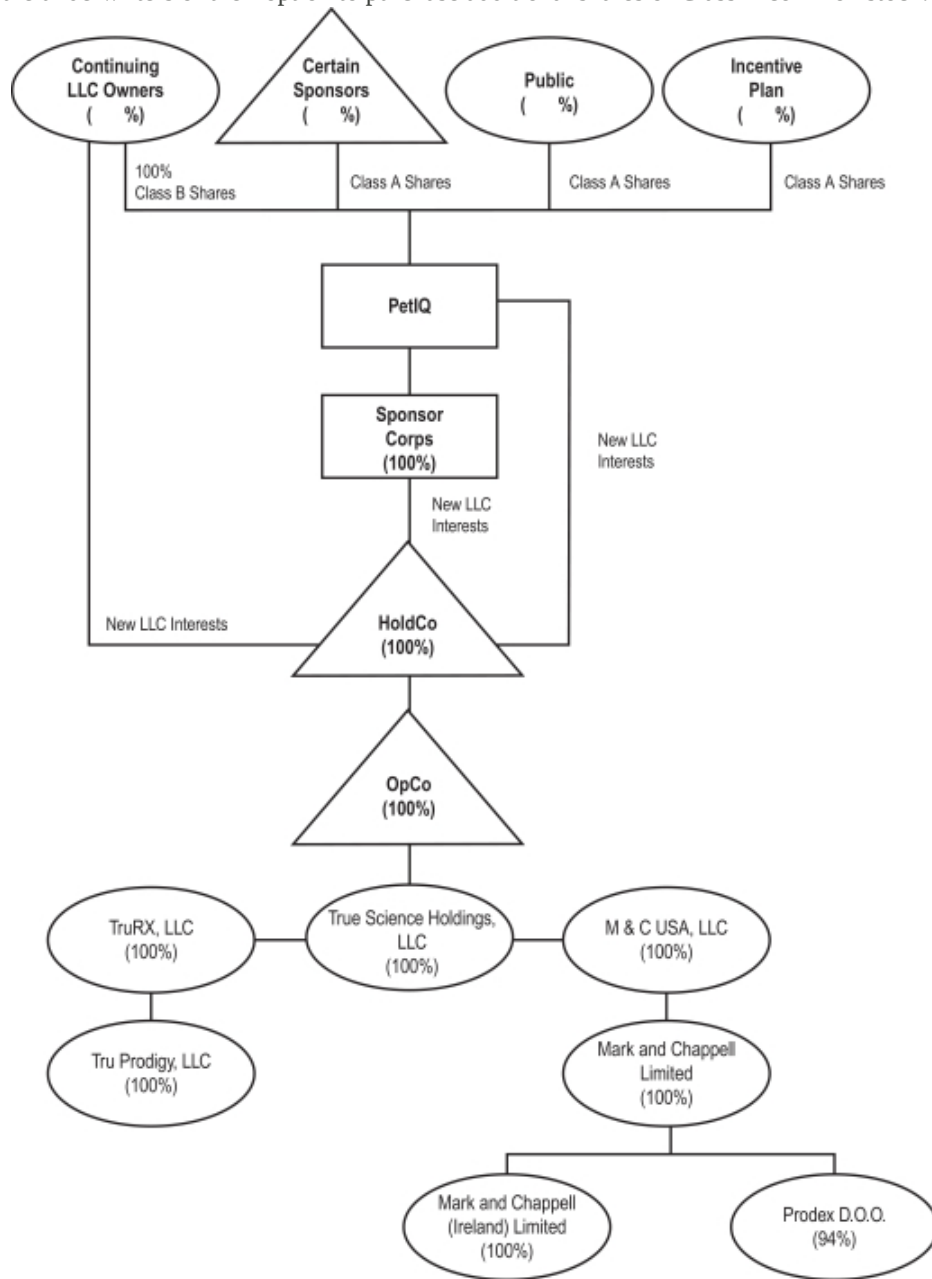 Continuing
LLC Owners
( %)
Certain
Sponsors
( %)
Public
( %)
Incentive
Plan
( %)
100%
Class B Shares
Class A Shares
Class A Shares
Class A Shares
PetIQ
Sponsor
Corps
(100%)
New LLC
Interests
New LLC
Interests
New LLC Interests
HoldCo
(100%)
OpCo
(100%)
TruRX, LLC
(100%)
True Science Holdings,
LLC
(100%)
M & C USA, LLC
(100%)
Tru Prodigy, LLC
(100%)
Mark and Chappell
Limited
(100%)
Mark and Chappell
(Ireland) Limited
(100%)
Prodex D.O.O.
(94%)